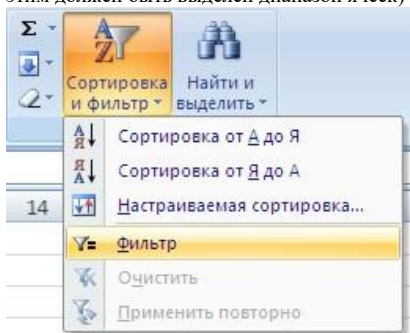 этим должен быть выделен диапазон ячеек)
Σ
Сортировка и фильтр
Найти и выделить
Сортировка от А до Я
Сортировка от Я до А
Настраиваемая сортировка...
14
Фильтр
Очистить
Применить повторно